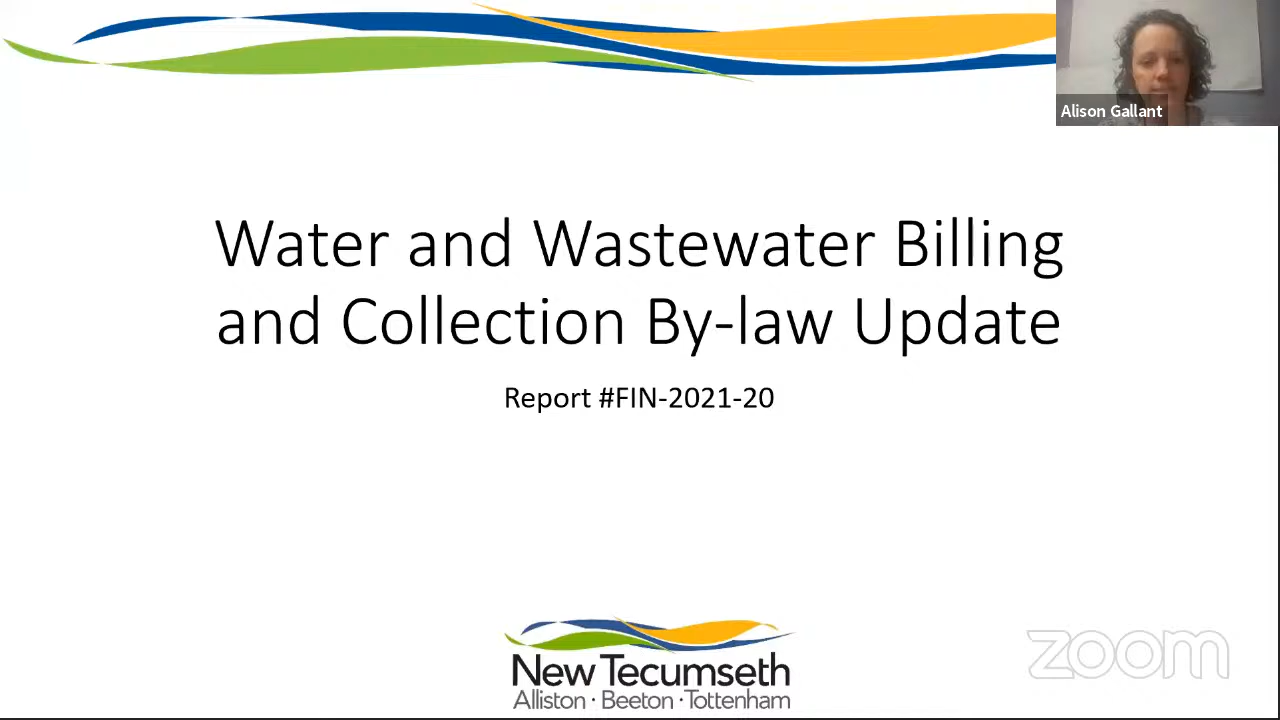 Alison Gallant
Water and Wastewater Billing
and Collection By-law Update
Report #FIN-2021-20
New Tecumseth
Alliston · Beeton · Tottenham
zoom